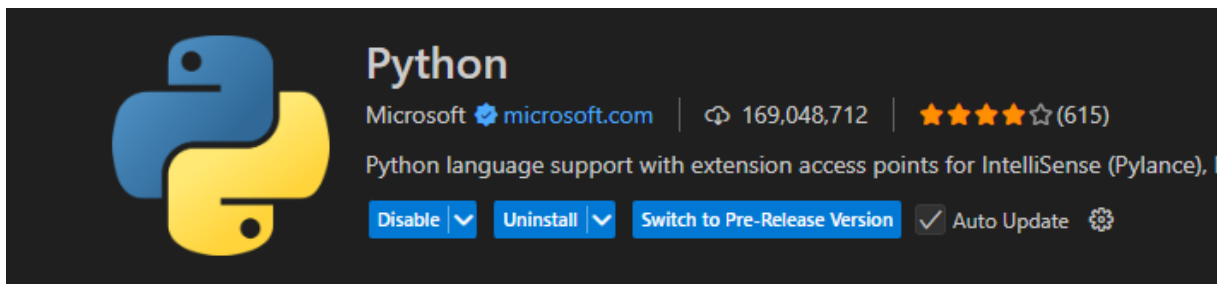 Python
Microsoft microsoft.com 169,048,712 (615)
Python language support with extension access points for IntelliSense (Pylance),
Disable Uninstall Switch to Pre-Release Version Auto Update